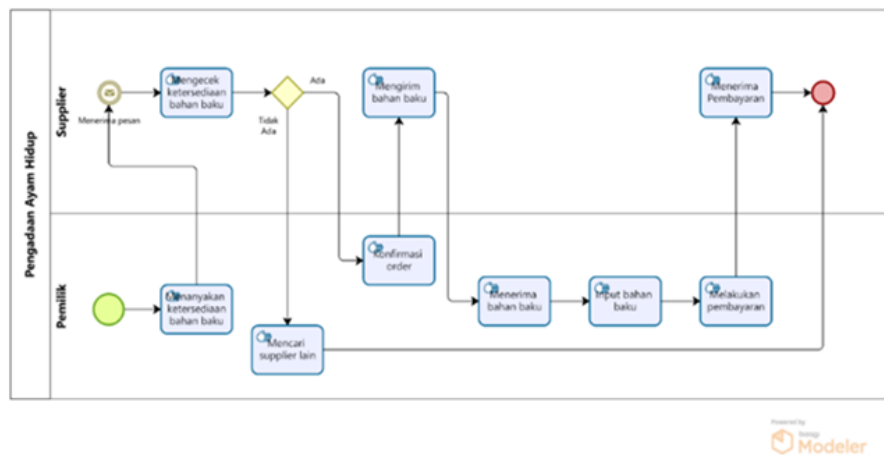 Pengadaan Ayam Hidup
Supplier
Menerima pesan
Mengecek
ketersediaan
bahan baku
Ada
Tidak
Ada
Mengirim
bahan baku
Menerima
Pembayaran
Pemilik
Menanyakan
ketersediaan
bahan baku
Mencari
supplier lain
Konfirmasi
order
Menerima
bahan baku
Input bahan
baku
Melakukan
pembayaran
Powered by
bizagi
Modeler